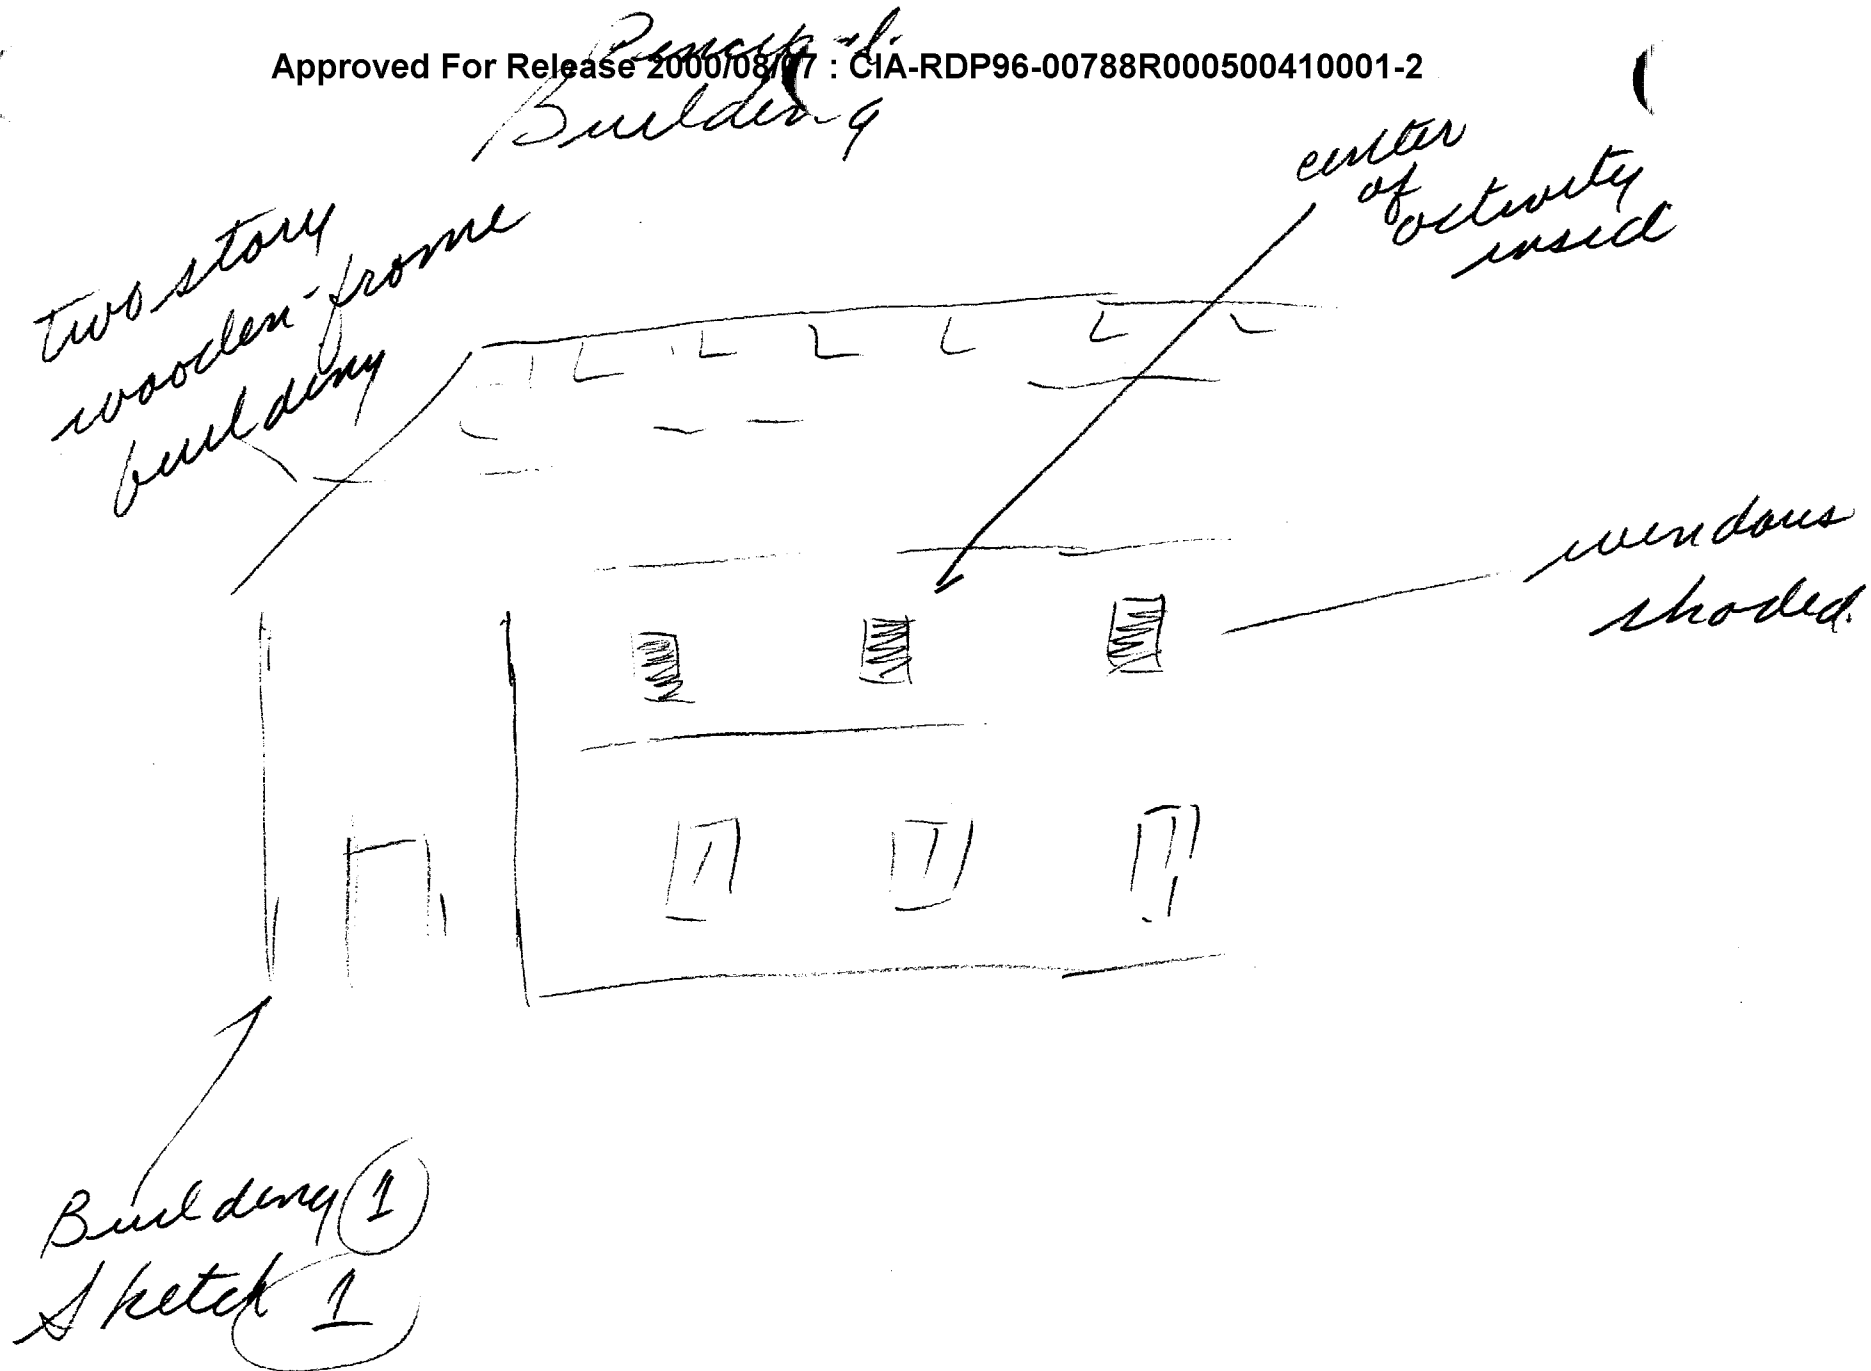 Approved For Release 2000/08/07 : CIA-RDP96-00788R000500410001-2
Building
center
of
activity
insid
two story
wooden frame
building
windows
shaded.
Building 1
Sketch 1